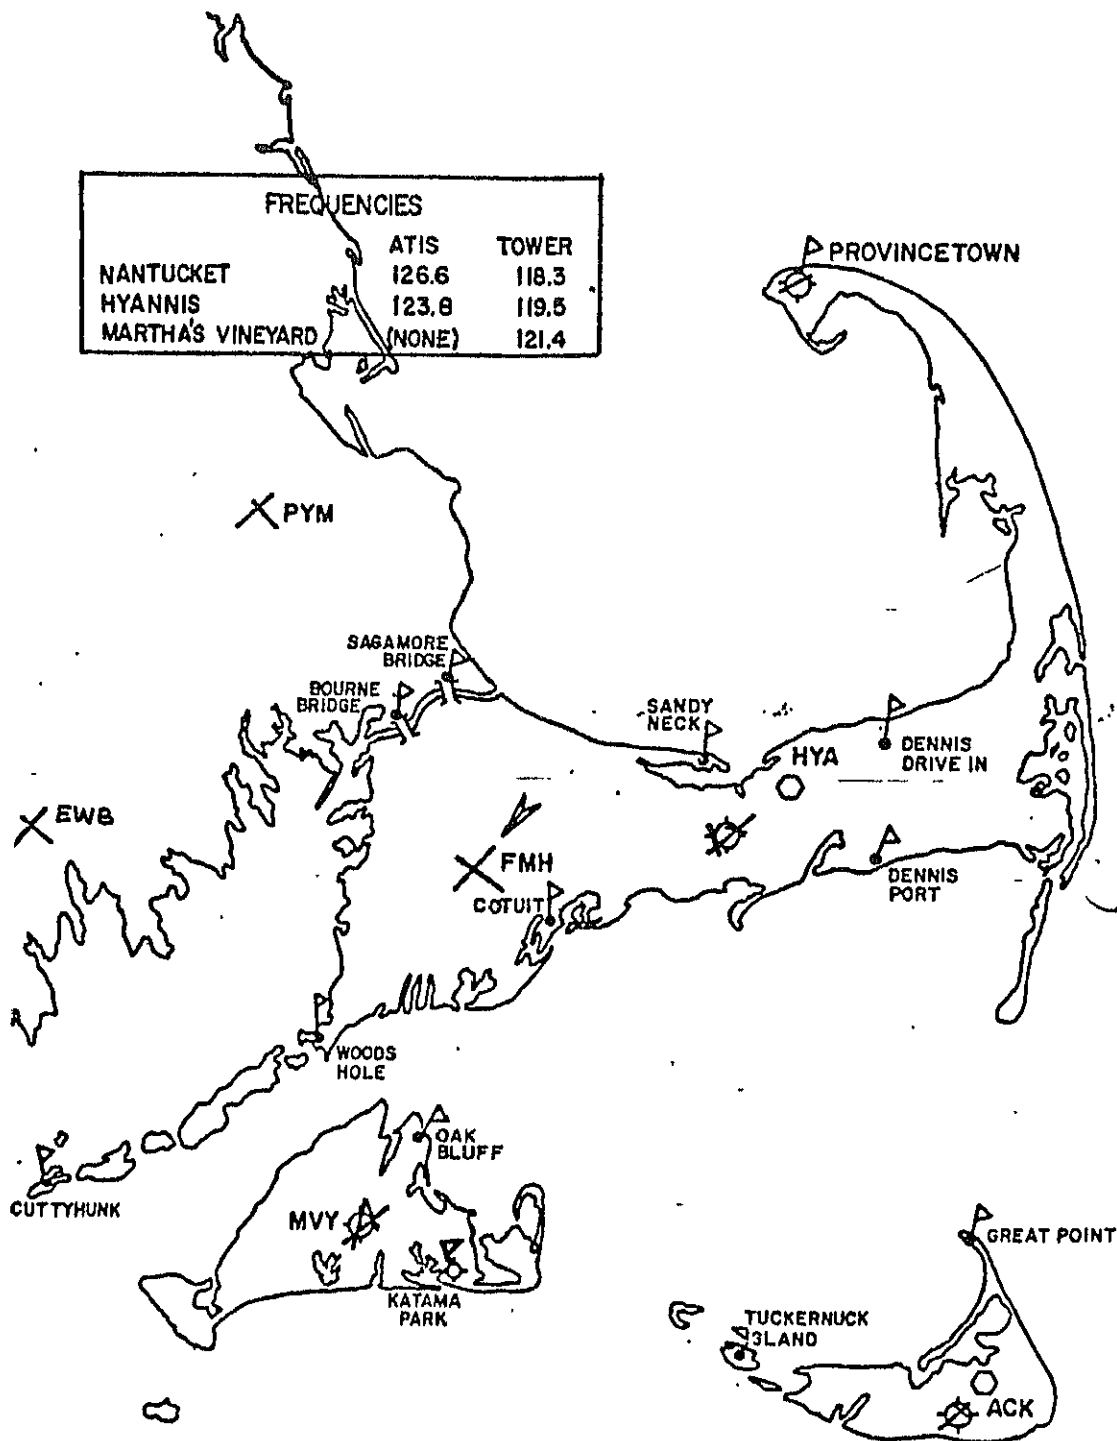 FREQUENCIES
ATIS TOWER
NANTUCKET 126.6 118.3
HYANNIS 123.8 119.5
MARTHA'S VINEYARD (NONE) 121.4
PROVINCETOWN
PYM
SAGAMORE
BRIDGE
BOURNE
BRIDGE
SANDY
NECK
HYA
DENNIS
DRIVE IN
EWB
FMH
COTUIT
DENNIS
PORT
WOODS
HOLE
OAK
BLUFF
CUTTYHUNK
MVY
KATAMA
PARK
GREAT POINT
TUCKERNUCK
3LAND
ACK